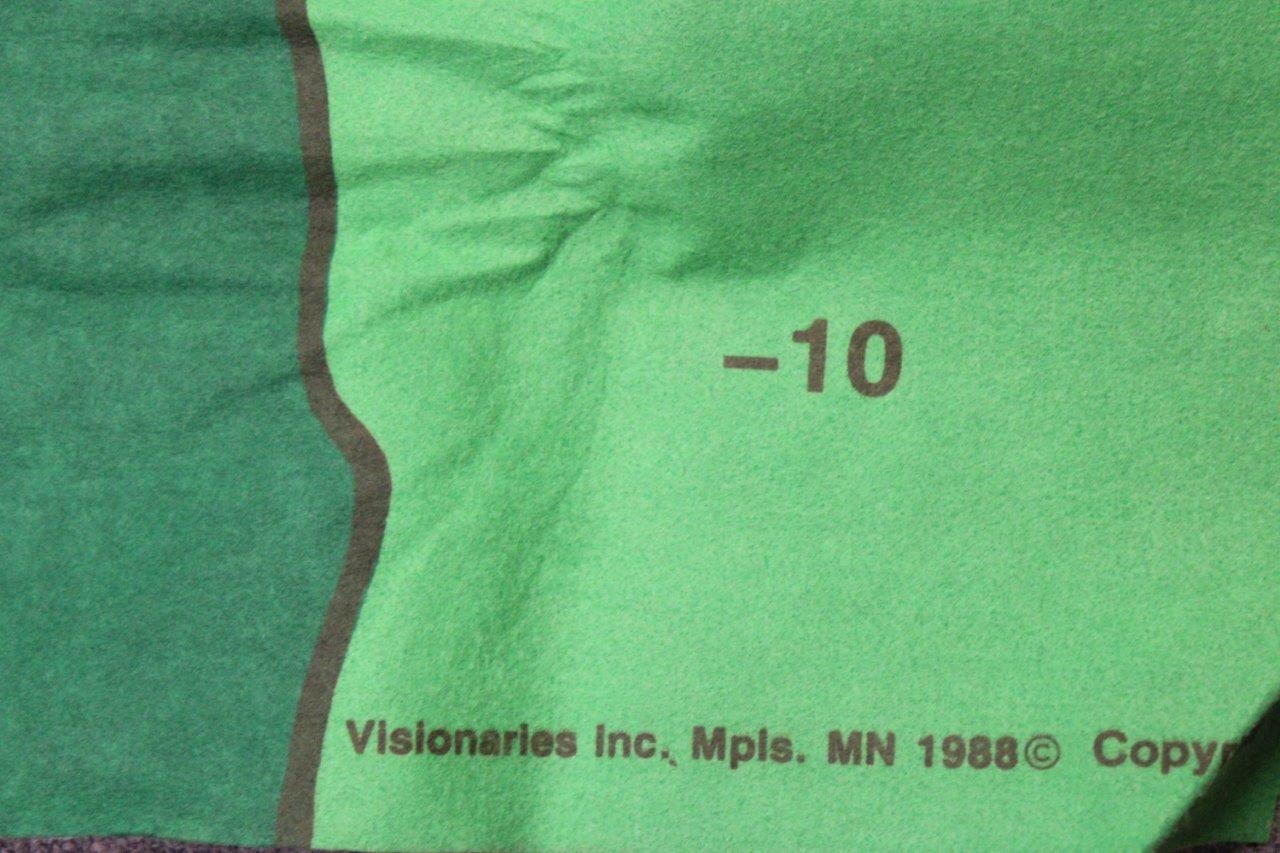 –10
Visionaries Inc., Mpls. MN 1988©